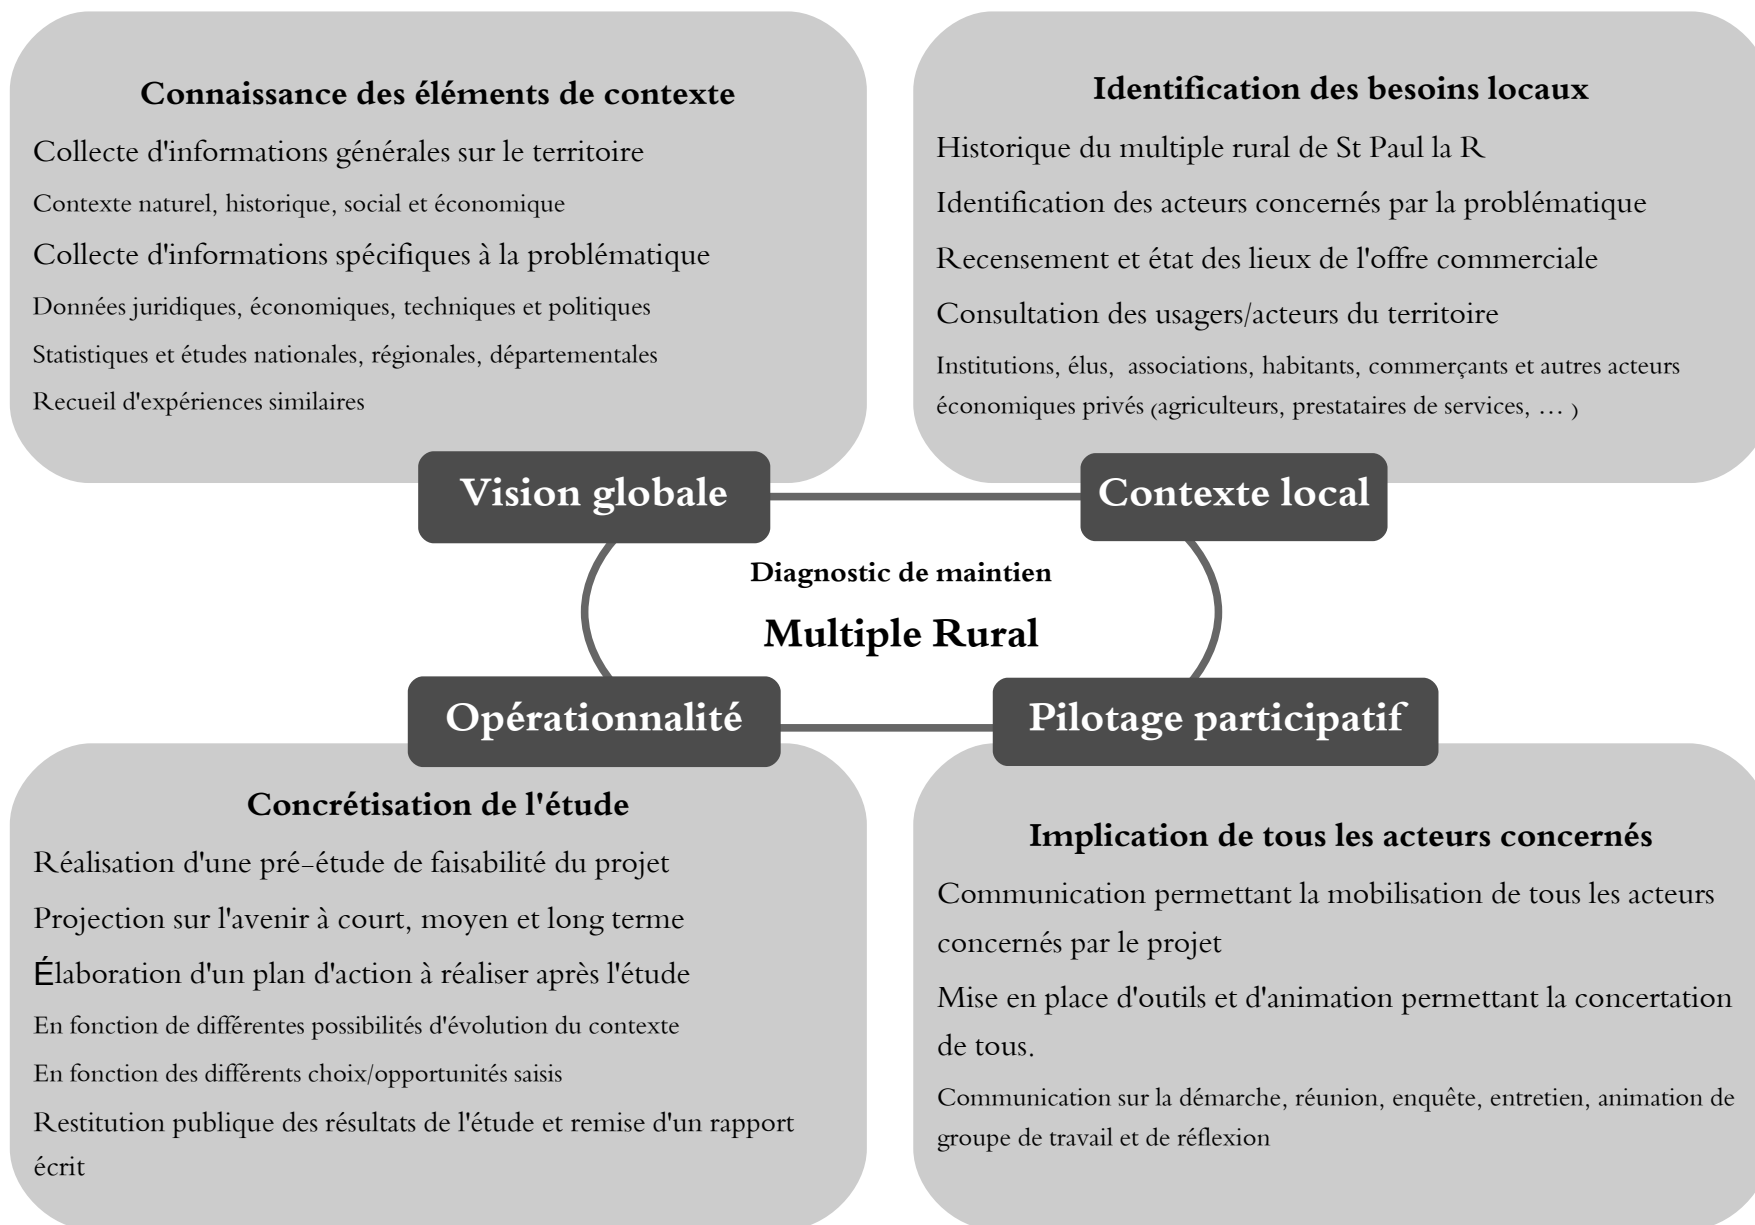 Connaissance des éléments de contexte
Collecte d'informations générales sur le territoire
Contexte naturel, historique, social et économique
Collecte d'informations spécifiques à la problématique
Données juridiques, économiques, techniques et politiques
Statistiques et études nationales, régionales, départementales
Recueil d'expériences similaires
Identification des besoins locaux
Historique du multiple rural de St Paul la R
Identification des acteurs concernés par la problématique
Recensement et état des lieux de l'offre commerciale
Consultation des usagers/acteurs du territoire
Institutions, élus, associations, habitants, commerçants et autres acteurs
économiques privés (agriculteurs, prestataires de services, … )
Vision globale
Contexte local
Diagnostic de maintien
Multiple Rural
Opérationnalité
Pilotage participatif
Concrétisation de l'étude
Réalisation d'une pré-étude de faisabilité du projet
Projection sur l'avenir à court, moyen et long terme
Élaboration d'un plan d'action à réaliser après l'étude
En fonction de différentes possibilités d'évolution du contexte
En fonction des différents choix/opportunités saisis
Restitution publique des résultats de l'étude et remise d'un rapport
écrit
Implication de tous les acteurs concernés
Communication permettant la mobilisation de tous les acteurs
concernés par le projet
Mise en place d'outils et d'animation permettant la concertation
de tous.
Communication sur la démarche, réunion, enquête, entretien, animation de
groupe de travail et de réflexion